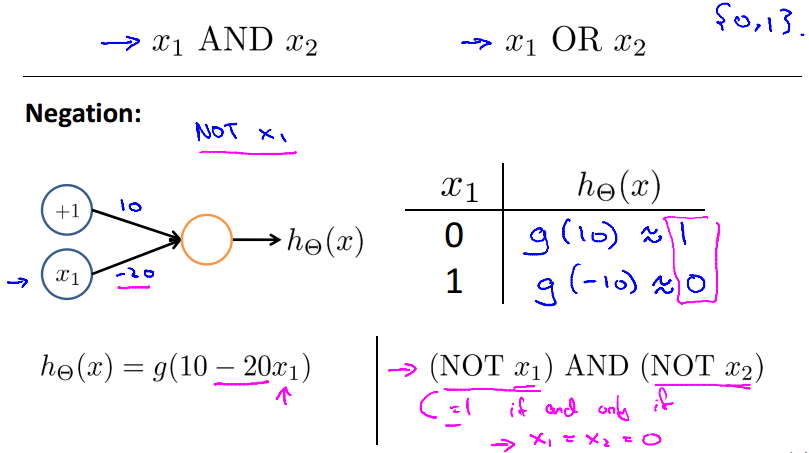 → x₁ AND x₂ → x₁ OR x₂ {0,1}.
Negation:
NOT x₁
+1 10
x₁ -20
→ h_Θ(x)
x₁ h_Θ(x)
0 g(10) ≈ 1
1 g(-10) ≈ 0
h_Θ(x) = g(10 − 20x₁)
→ (NOT x₁) AND (NOT x₂)
=1 if and only if
→ x₁ = x₂ = 0